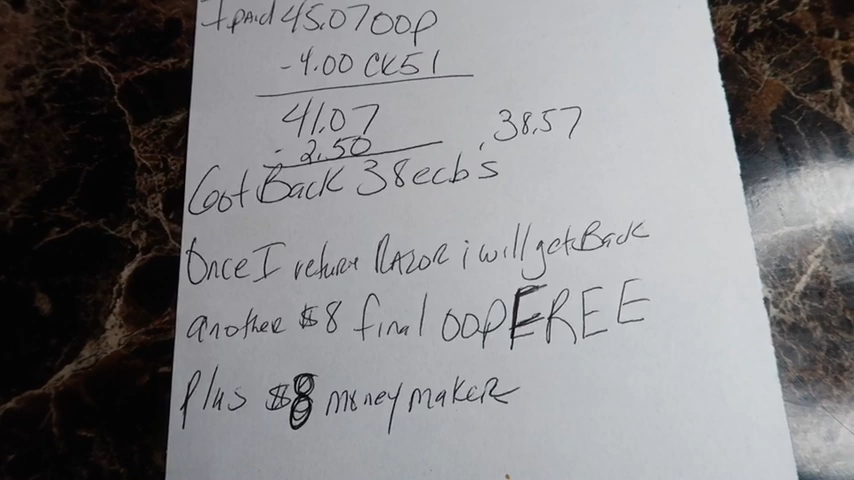 I paid 45.07 OOP
-4.00 CK51
41.07
- 2.50 38.57
Got Back 38 ecbs
Once I return RAZOR i will get Back
another $8 final OOP FREE
plus $8 money maker